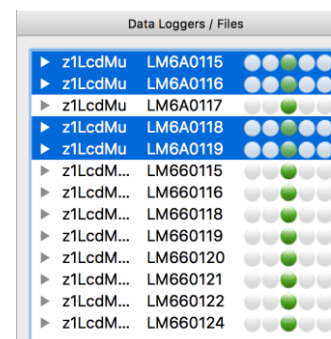 Data Loggers / Files
z1LcdMu LM6A0115
z1LcdMu LM6A0116
z1LcdMu LM6A0117
z1LcdMu LM6A0118
z1LcdMu LM6A0119
z1LcdM... LM660115
z1LcdM... LM660116
z1LcdM... LM660118
z1LcdM... LM660119
z1LcdM... LM660120
z1LcdM... LM660121
z1LcdM... LM660122
z1LcdM... LM660124